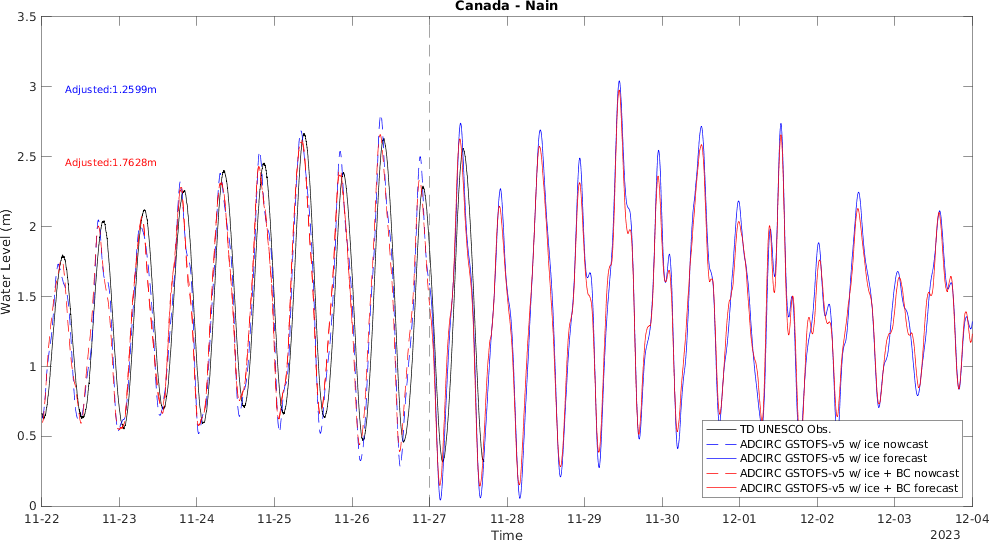 Canada - Nain
3.5
3
2.5
2
1.5
1
0.5
0
Water Level (m)
Adjusted:1.2599m
Adjusted:1.7628m
TD UNESCO Obs.
ADCIRC GSTOFS-v5 w/ ice nowcast
ADCIRC GSTOFS-v5 w/ ice forecast
ADCIRC GSTOFS-v5 w/ ice + BC nowcast
ADCIRC GSTOFS-v5 w/ ice + BC forecast
11-22 11-23 11-24 11-25 11-26 11-27 11-28 11-29 11-30 12-01 12-02 12-03 12-04
Time
2023